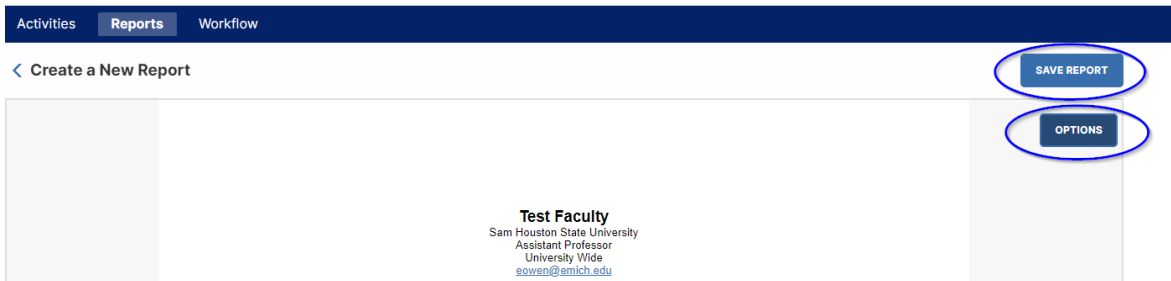 Activities Reports Workflow
< Create a New Report
SAVE REPORT
OPTIONS
Test Faculty
Sam Houston State University
Assistant Professor
University Wide
eowen@emich.edu